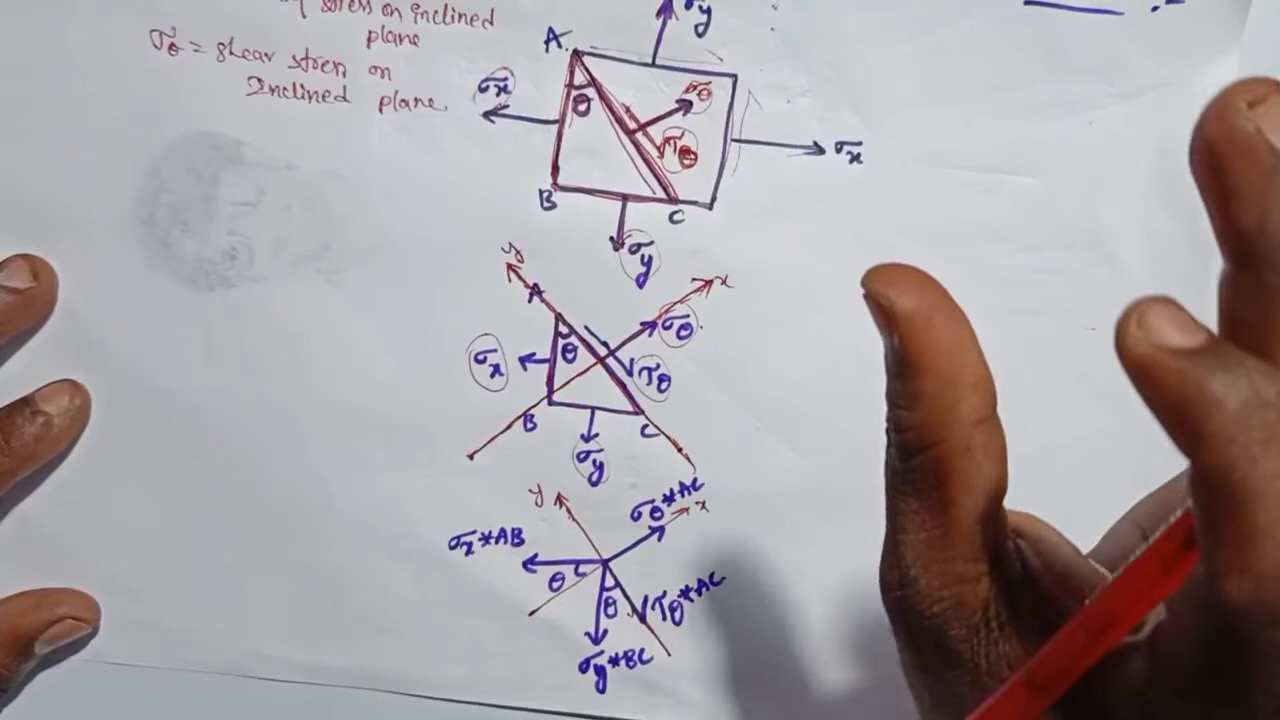 stress on inclined
plane
σy
σθ = shear stress on
Inclined plane
A
σx
θ
σθ
τθ
σx
B
C
σy
y
x
A
σθ
σx
θ
τθ
B
C
σy
y
σθ*AC
x
σx*AB
θ
θ
τθ*AC
σy*BC